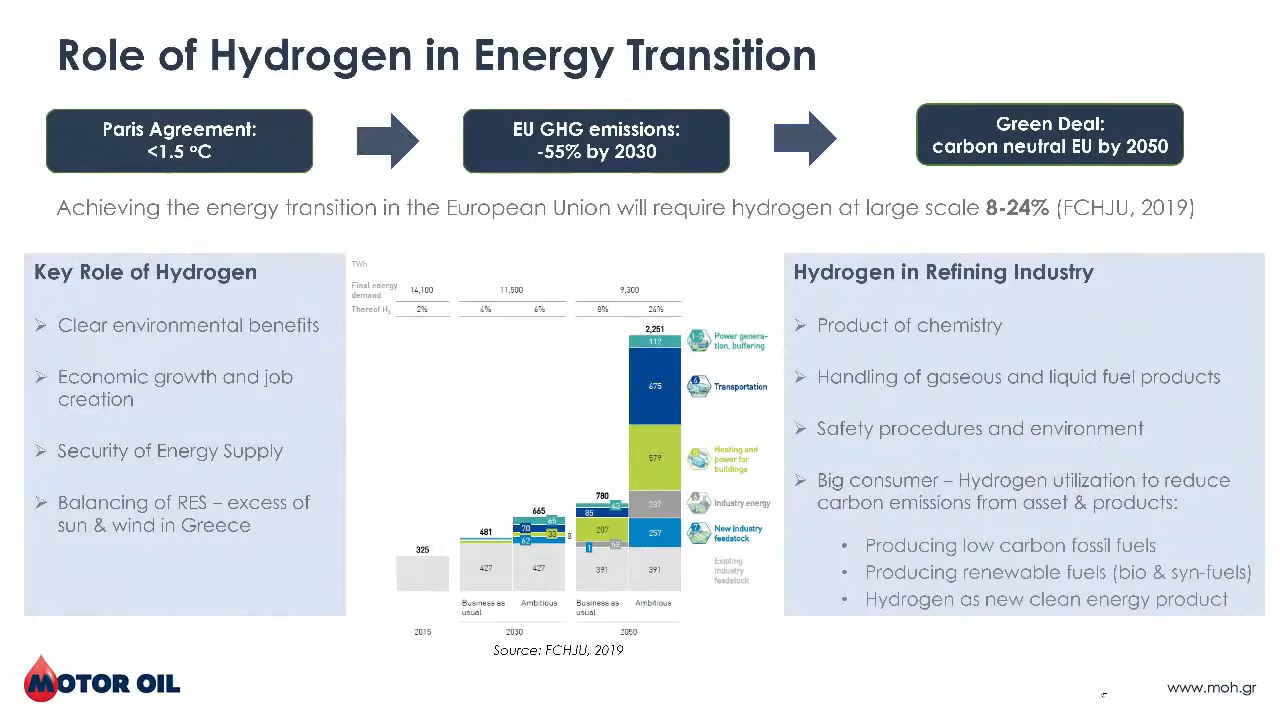 Role of Hydrogen in Energy Transition
Paris Agreement:
<1.5 °C
EU GHG emissions:
-55% by 2030
Green Deal:
carbon neutral EU by 2050
Achieving the energy transition in the European Union will require hydrogen at large scale 8-24% (FCHJU, 2019)
Key Role of Hydrogen
➢ Clear environmental benefits
➢ Economic growth and job
creation
➢ Security of Energy Supply
➢ Balancing of RES – excess of
sun & wind in Greece
TWh
Final energy
demand
14,100 11,500 9,300
Thereof H₂ 2% 4% 6% 8% 24%
2,251
112
675
579
237
257
391
780
43
85
207
63
1
391
665
65
70
33
8
62
427
481
427
325
Power genera-
tion, buffering
Transportation
Heating and
power for
buildings
Industry energy
New industry
feedstock
Existing
industry
feedstock
Business as
usual
Ambitious
Business as
usual
Ambitious
2015 2030 2050
Source: FCHJU, 2019
Hydrogen in Refining Industry
➢ Product of chemistry
➢ Handling of gaseous and liquid fuel products
➢ Safety procedures and environment
➢ Big consumer – Hydrogen utilization to reduce
carbon emissions from asset & products:
• Producing low carbon fossil fuels
• Producing renewable fuels (bio & syn-fuels)
• Hydrogen as new clean energy product
MOTOR OIL
www.moh.gr